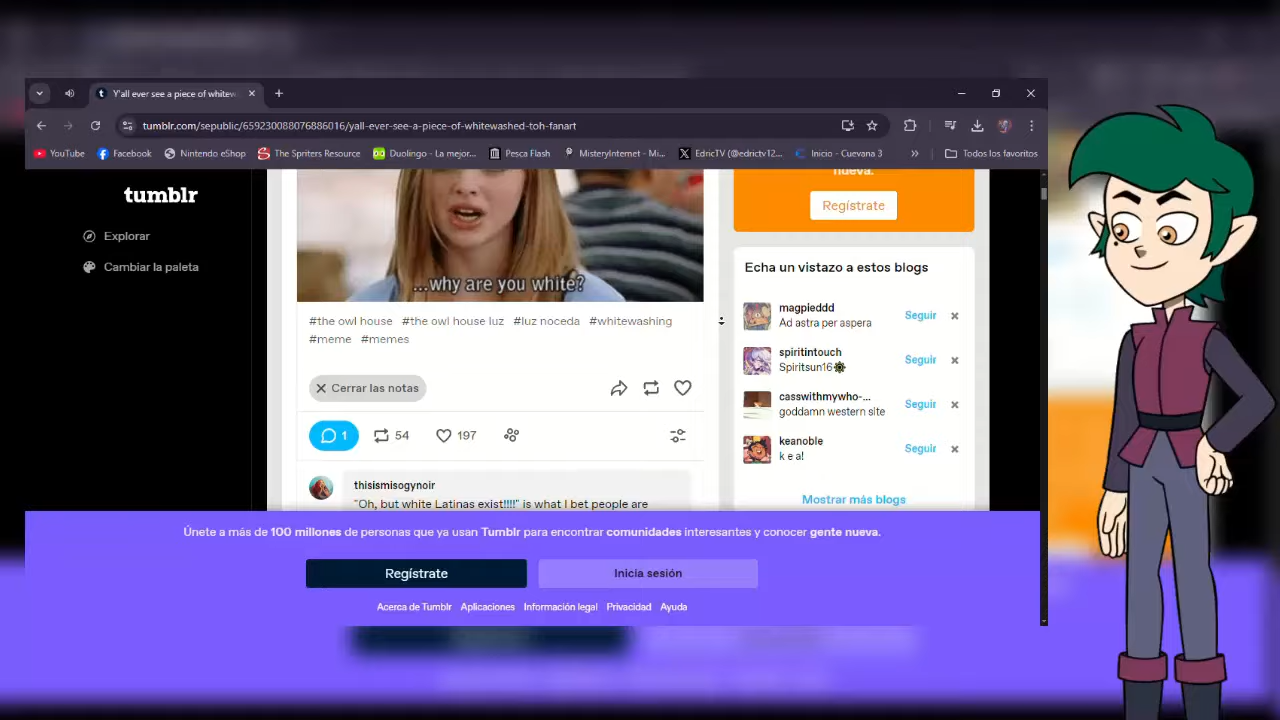 Y'all ever see a piece of whitew
tumblr.com/sepublic/659230088076886016/yall-ever-see-a-piece-of-whitewashed-toh-fanart
YouTube
Facebook
Nintendo eShop
The Spriters Resource
Duolingo - La mejor...
Pesca Flash
MisteryInternet - Mi...
EdricTV (@edrictv12...
Inicio - Cuevana 3
»
Todos los favoritos
tumblr
Explorar
Cambiar la paleta
...why are you white?
#the owl house #the owl house luz #luz noceda #whitewashing
#meme #memes
Cerrar las notas
1
54
197
thisismisogynoir
"Oh, but white Latinas exist!!!!" is what I bet people are
nueva.
Regístrate
Echa un vistazo a estos blogs
magpieddd
Ad astra per aspera
Seguir
spiritintouch
Spiritsun16
Seguir
casswithmywho-...
goddamn western site
Seguir
keanoble
k e a!
Seguir
Mostrar más blogs
Únete a más de 100 millones de personas que ya usan Tumblr para encontrar comunidades interesantes y conocer gente nueva.
Regístrate
Inicia sesión
Acerca de Tumblr
Aplicaciones
Información legal
Privacidad
Ayuda